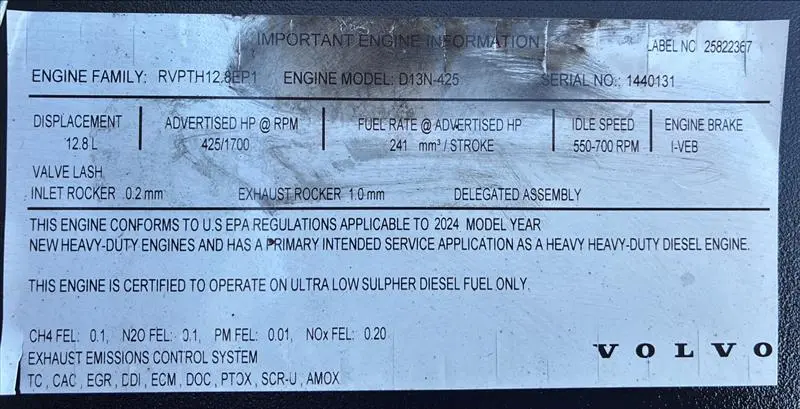 IMPORTANT ENGINE INFORMATION
LABEL NO 25822367
ENGINE FAMILY: RVPTH12.8EP1 ENGINE MODEL: D13N-425 SERIAL NO.: 1440131
DISPLACEMENT ADVERTISED HP @ RPM FUEL RATE @ ADVERTISED HP IDLE SPEED ENGINE BRAKE
12.8 L 425/1700 241 mm³ / STROKE 550-700 RPM I-VEB
VALVE LASH
INLET ROCKER 0.2 mm EXHAUST ROCKER 1.0 mm DELEGATED ASSEMBLY
THIS ENGINE CONFORMS TO U.S EPA REGULATIONS APPLICABLE TO 2024 MODEL YEAR
NEW HEAVY-DUTY ENGINES AND HAS A PRIMARY INTENDED SERVICE APPLICATION AS A HEAVY HEAVY-DUTY DIESEL ENGINE.
THIS ENGINE IS CERTIFIED TO OPERATE ON ULTRA LOW SULPHER DIESEL FUEL ONLY.
CH4 FEL: 0.1, N2O FEL: 0.1, PM FEL: 0.01, NOx FEL: 0.20
EXHAUST EMISSIONS CONTROL SYSTEM
TC , CAC , EGR , DDI , ECM , DOC , PTOX , SCR-U , AMOX
VOLVO